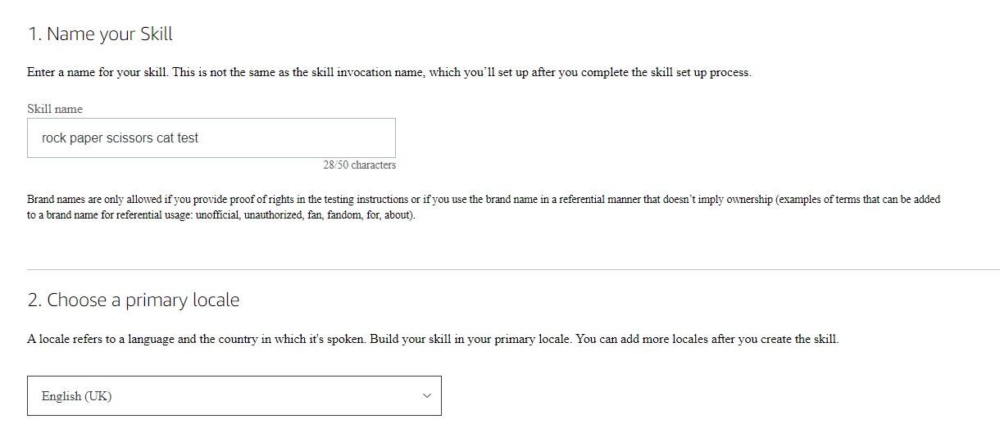 1. Name your Skill
Enter a name for your skill. This is not the same as the skill invocation name, which you’ll set up after you complete the skill set up process.
Skill name
rock paper scissors cat test
28/50 characters
Brand names are only allowed if you provide proof of rights in the testing instructions or if you use the brand name in a referential manner that doesn’t imply ownership (examples of terms that can be added
to a brand name for referential usage: unofficial, unauthorized, fan, fandom, for, about).
2. Choose a primary locale
A locale refers to a language and the country in which it's spoken. Build your skill in your primary locale. You can add more locales after you create the skill.
English (UK)